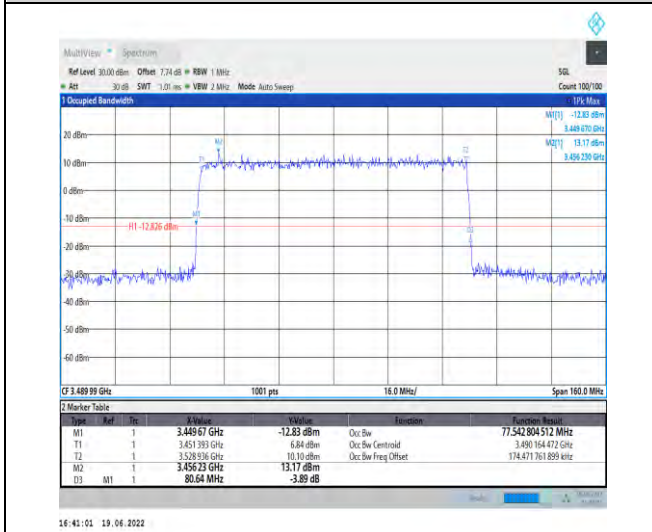 MultiView Spectrum
Ref Level 30.00 dBm Offset 7.74 dB RBW 1 MHz SGL
Att 30 dB SWT 1.01 ms VBW 2 MHz Mode Auto Sweep Count 100/100
1 Occupied Bandwidth 1Pk Max
M1[1] -12.83 dBm
3.449 670 GHz
20 dBm M2[1] 13.17 dBm
3.456 230 GHz
M2
T1 T2
10 dBm
0 dBm
-10 dBm M1
H1 -12.826 dBm D3
-20 dBm
-30 dBm
-40 dBm
-50 dBm
-60 dBm
CF 3.489 99 GHz 1001 pts 16.0 MHz/ Span 160.0 MHz
2 Marker Table
Type Ref Trc X-Value Y-Value Function Function Result
M1 1 3.449 67 GHz -12.83 dBm Occ Bw 77.542 804 512 MHz
T1 1 3.451 393 GHz 6.84 dBm Occ Bw Centroid 3.490 164 472 GHz
T2 1 3.528 936 GHz 10.10 dBm Occ Bw Freq Offset 174.471 761 899 kHz
M2 1 3.456 23 GHz 13.17 dBm
D3 M1 1 80.64 MHz -3.89 dB
16:41:01 19.06.2022